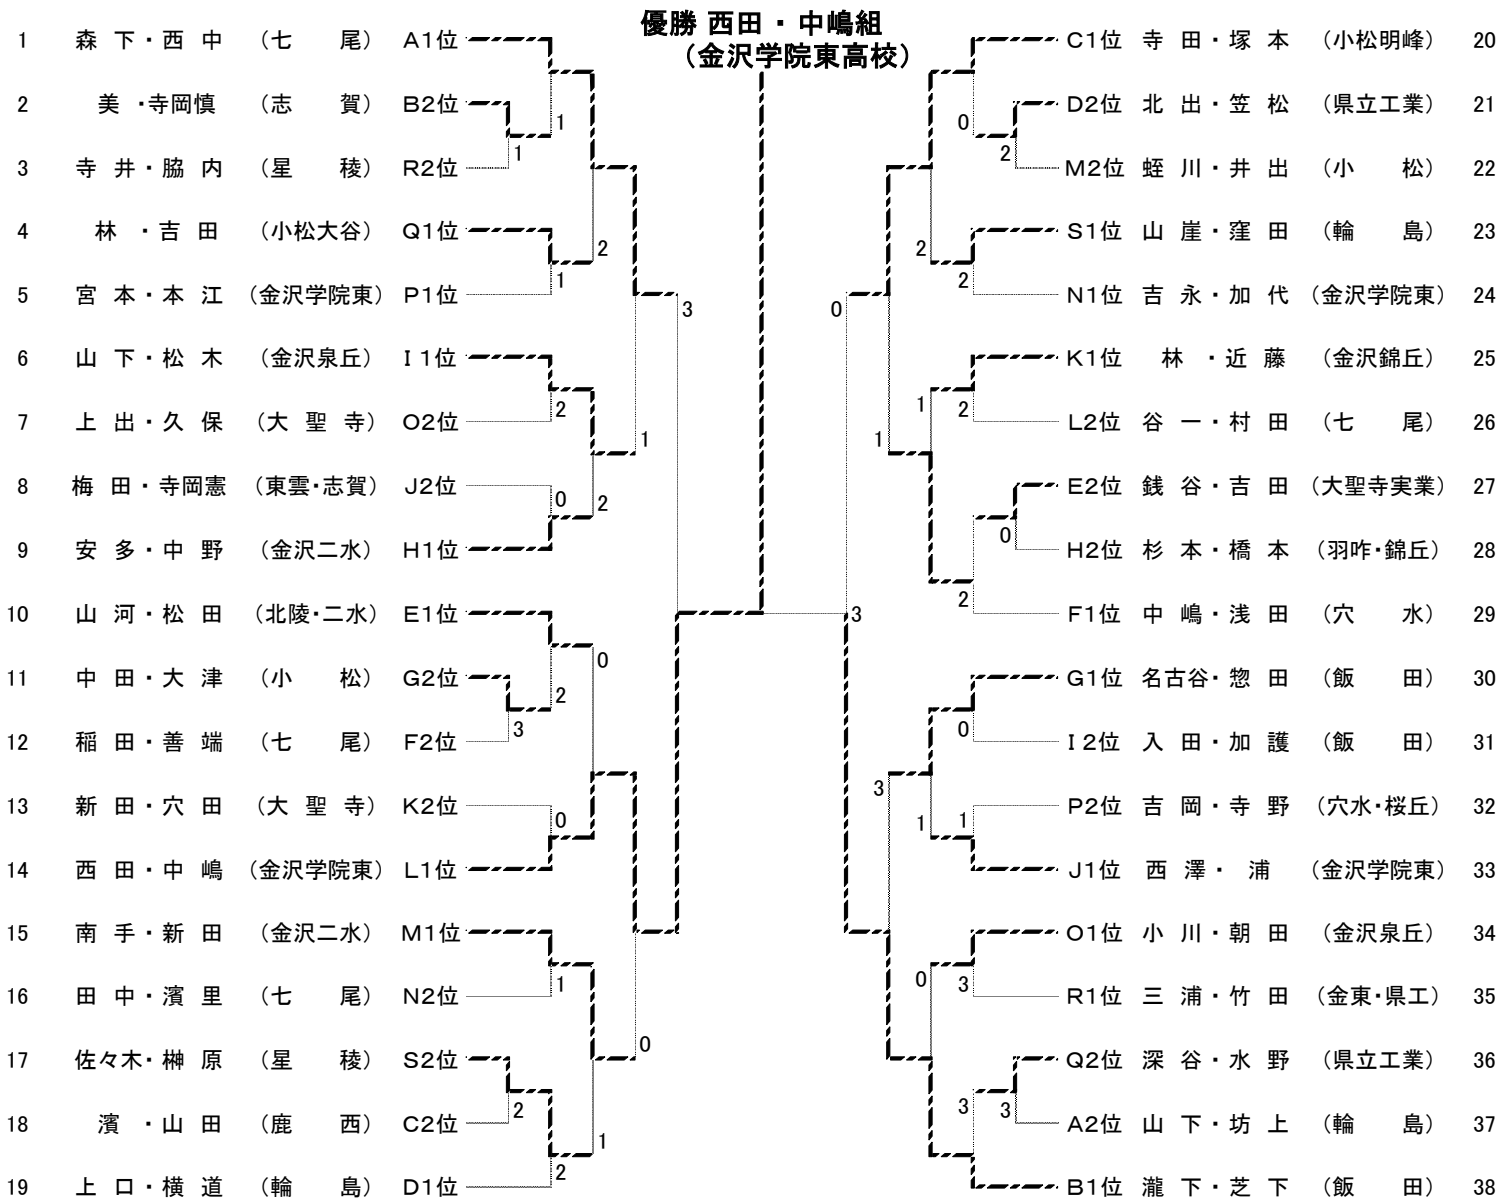 優勝 西田・中嶋組
（金沢学院東高校）
1 森 下・西 中 （七 尾） A1位
2 美 ・寺岡慎 （志 賀） B2位
3 寺 井・脇 内 （星 稜） R2位
4 林 ・吉 田 （小松大谷） Q1位
5 宮 本・本 江 （金沢学院東） P1位
6 山 下・松 木 （金沢泉丘） I1位
7 上 出・久 保 （大 聖 寺） O2位
8 梅 田・寺岡憲 （東雲・志賀） J2位
9 安 多・中 野 （金沢二水） H1位
10 山 河・松 田 （北陵・二水） E1位
11 中 田・大 津 （小 松） G2位
12 稲 田・善 端 （七 尾） F2位
13 新 田・穴 田 （大 聖 寺） K2位
14 西 田・中 嶋 （金沢学院東） L1位
15 南 手・新 田 （金沢二水） M1位
16 田 中・濱 里 （七 尾） N2位
17 佐々木・榊 原 （星 稜） S2位
18 濱 ・山 田 （鹿 西） C2位
19 上 口・横 道 （輪 島） D1位
1
1
2
1
3
2
1
0
2
0
2
3
0
1
0
2
1
2
C1位 寺 田・塚 本 （小松明峰） 20
D2位 北 出・笠 松 （県立工業） 21
M2位 蛭 川・井 出 （小 松） 22
S1位 山 崖・窪 田 （輪 島） 23
N1位 吉 永・加 代 （金沢学院東） 24
K1位 林 ・近 藤 （金沢錦丘） 25
L2位 谷 一・村 田 （七 尾） 26
E2位 銭 谷・吉 田 （大聖寺実業） 27
H2位 杉 本・橋 本 （羽咋・錦丘） 28
F1位 中 嶋・浅 田 （穴 水） 29
G1位 名古谷・惣 田 （飯 田） 30
I2位 入 田・加 護 （飯 田） 31
P2位 吉 岡・寺 野 （穴水・桜丘） 32
J1位 西 澤・ 浦 （金沢学院東） 33
O1位 小 川・朝 田 （金沢泉丘） 34
R1位 三 浦・竹 田 （金東・県工） 35
Q2位 深 谷・水 野 （県立工業） 36
A2位 山 下・坊 上 （輪 島） 37
B1位 瀧 下・芝 下 （飯 田） 38
0
2
2
2
0
1
2
1
0
2
3
0
3
1
1
0
3
3
3